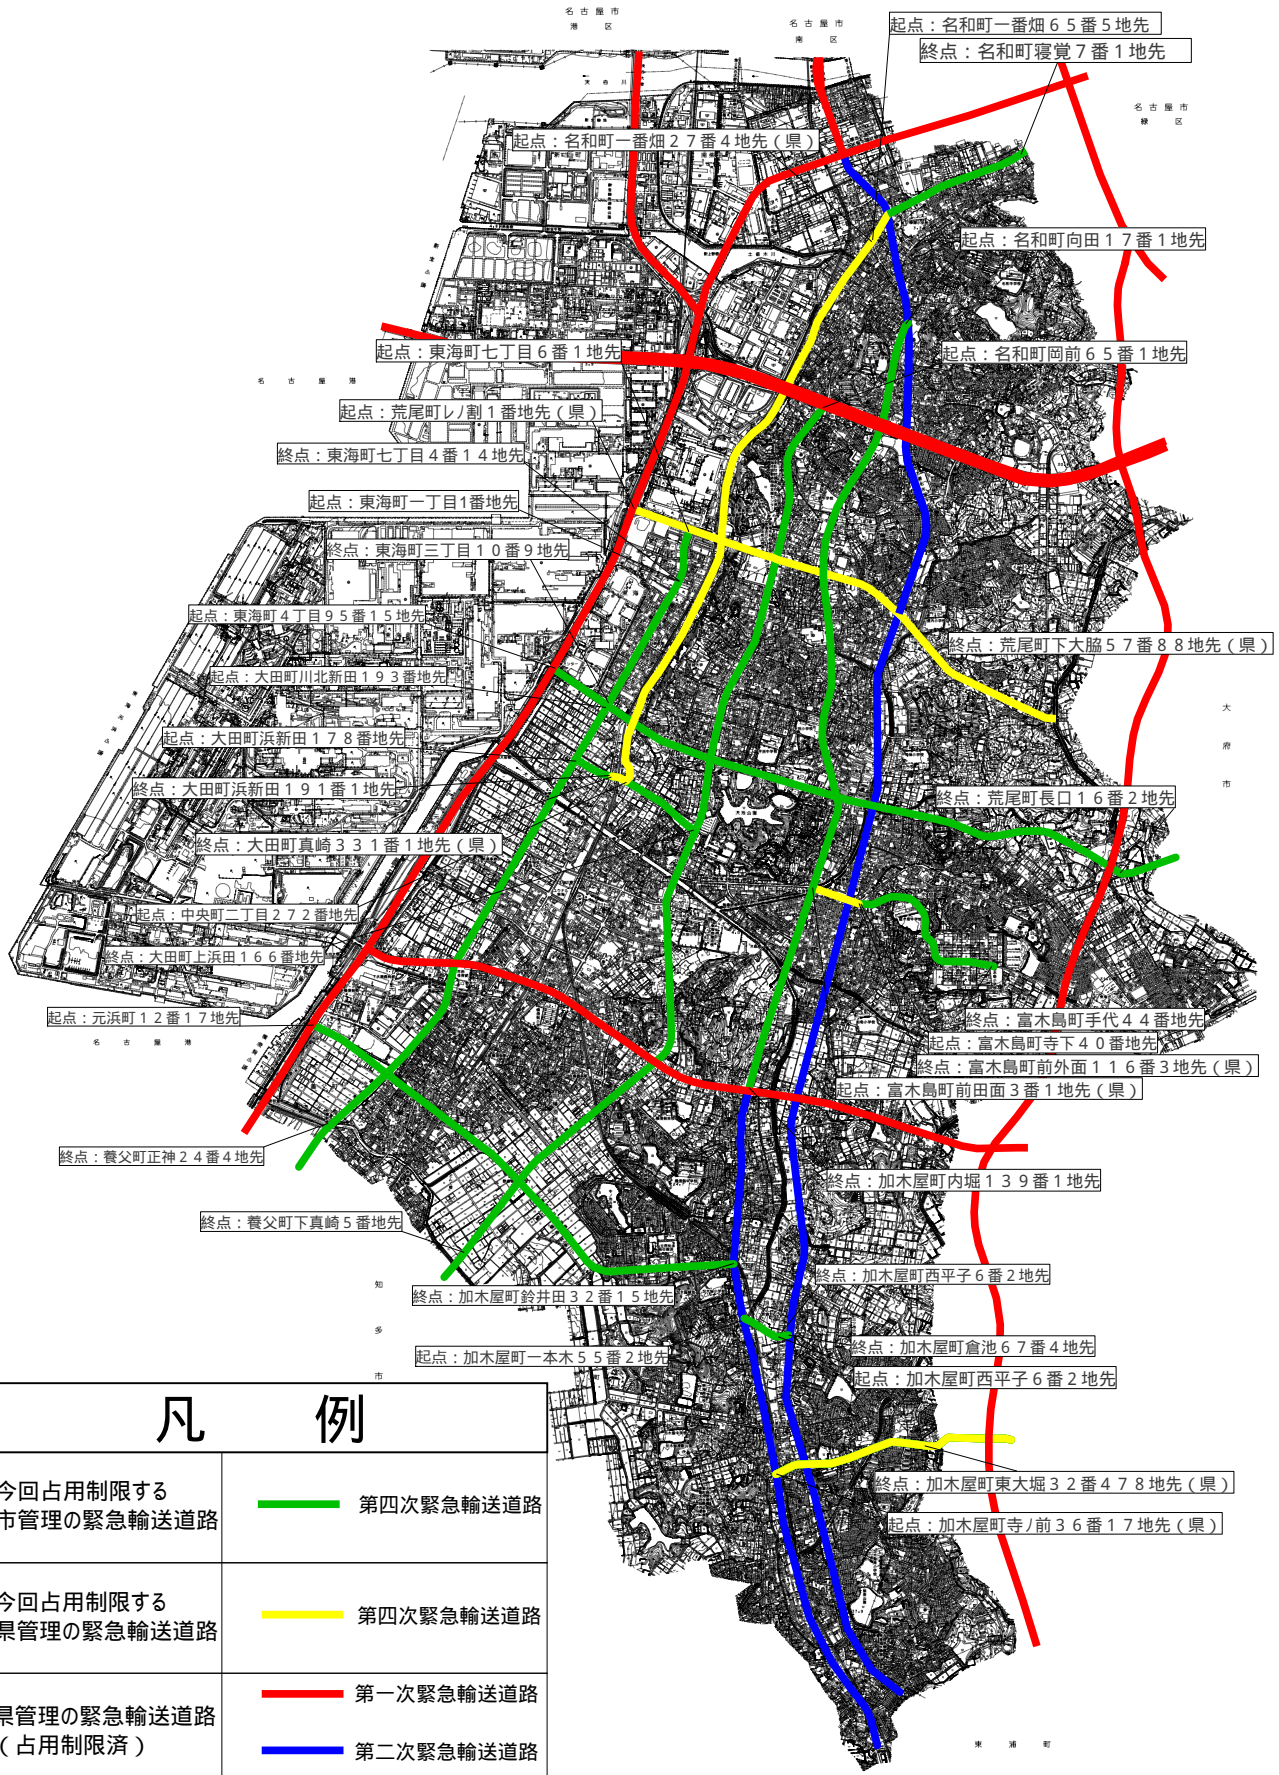 名古屋市
港区
名古屋市
南区
起点：名和町一番畑６５番５地先
終点：名和町寝覚７番１地先
名古屋市
緑区
天白川
起点：名和町一番畑２７番４地先（県）
起点：名和町向田１７番１地先
土留木川
起点：東海町七丁目６番１地先
起点：名和町岡前６５番１地先
名古屋港
起点：荒尾町レノ割１番地先（県）
終点：東海町七丁目４番１４地先
起点：東海町一丁目1番地先
終点：東海町三丁目１０番９地先
起点：東海町４丁目９５番１５地先
終点：荒尾町下大脇５７番８８地先（県）
起点：大田町川北新田１９３番地先
大府市
起点：大田町浜新田１７８番地先
終点：大田町浜新田１９１番１地先
終点：荒尾町長口１６番２地先
大池公園
終点：大田町真崎３３１番１地先（県）
起点：中央町二丁目２７２番地先
終点：大田町上浜田１６６番地先
起点：元浜町１２番１７地先
名古屋港
終点：富木島町手代４４番地先
起点：富木島町寺下４０番地先
終点：富木島町前外面１１６番３地先（県）
起点：富木島町前田面３番１地先（県）
終点：養父町正神２４番４地先
終点：加木屋町内堀１３９番１地先
終点：養父町下真崎５番地先
終点：加木屋町西平子６番２地先
知多市
終点：加木屋町鈴井田３２番１５地先
終点：加木屋町倉池６７番４地先
起点：加木屋町一本木５５番２地先
起点：加木屋町西平子６番２地先
終点：加木屋町東大堀３２番４７８地先（県）
起点：加木屋町寺ノ前３６番１７地先（県）
東浦町
凡例
今回占用制限する
市管理の緊急輸送道路
第四次緊急輸送道路
今回占用制限する
県管理の緊急輸送道路
第四次緊急輸送道路
県管理の緊急輸送道路
（占用制限済）
第一次緊急輸送道路
第二次緊急輸送道路